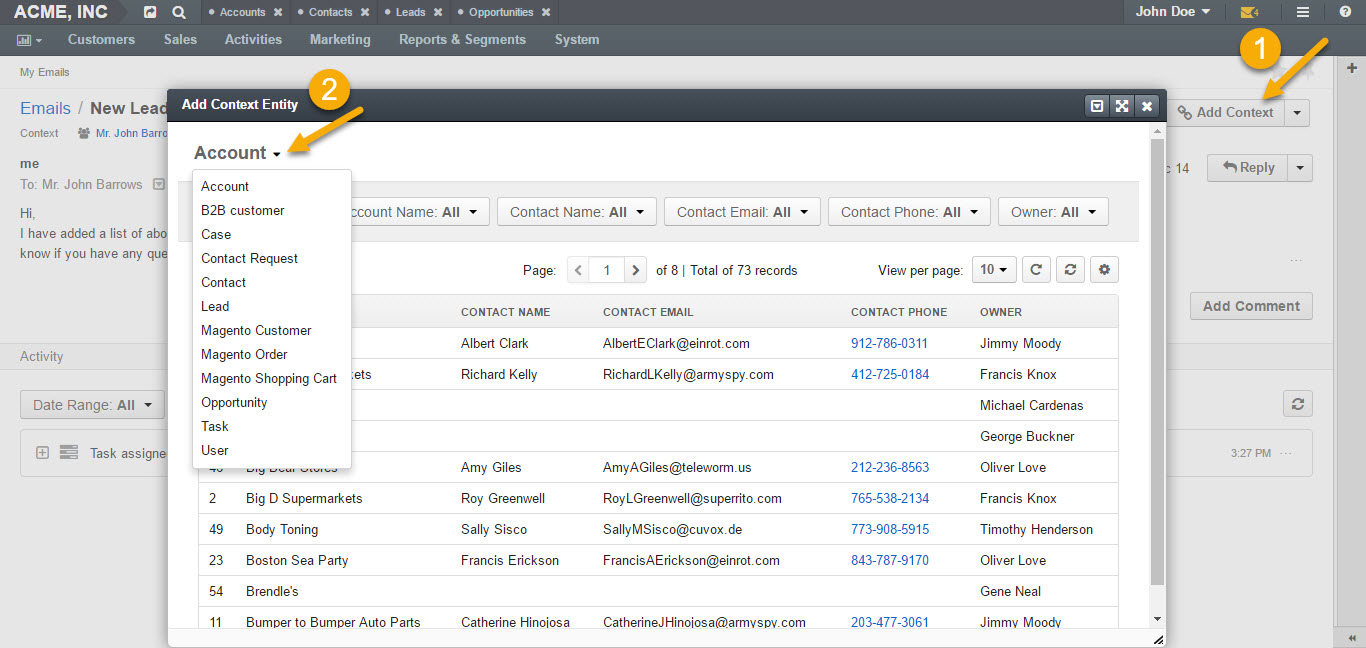 ACME, INC • Accounts × • Contacts × • Leads × • Opportunities × John Doe 4
Customers Sales Activities Marketing Reports & Segments System
1
My Emails
2
Emails / New Lead
Add Context Entity
Add Context
Context Mr. John Barro
Account
me
To: Mr. John Barrows
14
Reply
Hi,
I have added a list of abo
know if you have any que
Account
B2B customer
Case
Contact Request
Contact
Lead
Magento Customer
Magento Order
Magento Shopping Cart
Opportunity
Task
User
ccount Name: All Contact Name: All Contact Email: All Contact Phone: All Owner: All
Page: 1 of 8 | Total of 73 records View per page: 10
Add Comment
CONTACT NAME CONTACT EMAIL CONTACT PHONE OWNER
Albert Clark AlbertEClark@einrot.com 912-786-0311 Jimmy Moody
kets Richard Kelly RichardLKelly@armyspy.com 412-725-0184 Francis Knox
Michael Cardenas
George Buckner
Big Bear Stores Amy Giles AmyAGiles@teleworm.us 212-236-8563 Oliver Love
2 Big D Supermarkets Roy Greenwell RoyLGreenwell@superrito.com 765-538-2134 Francis Knox
49 Body Toning Sally Sisco SallyMSisco@cuvox.de 773-908-5915 Timothy Henderson
23 Boston Sea Party Francis Erickson FrancisAErickson@einrot.com 843-787-9170 Oliver Love
54 Brendle's Gene Neal
11 Bumper to Bumper Auto Parts Catherine Hinojosa CatherineJHinojosa@armyspy.com 203-477-3061 Jimmy Moody
Activity
Date Range: All
Task assigne
3:27 PM ...